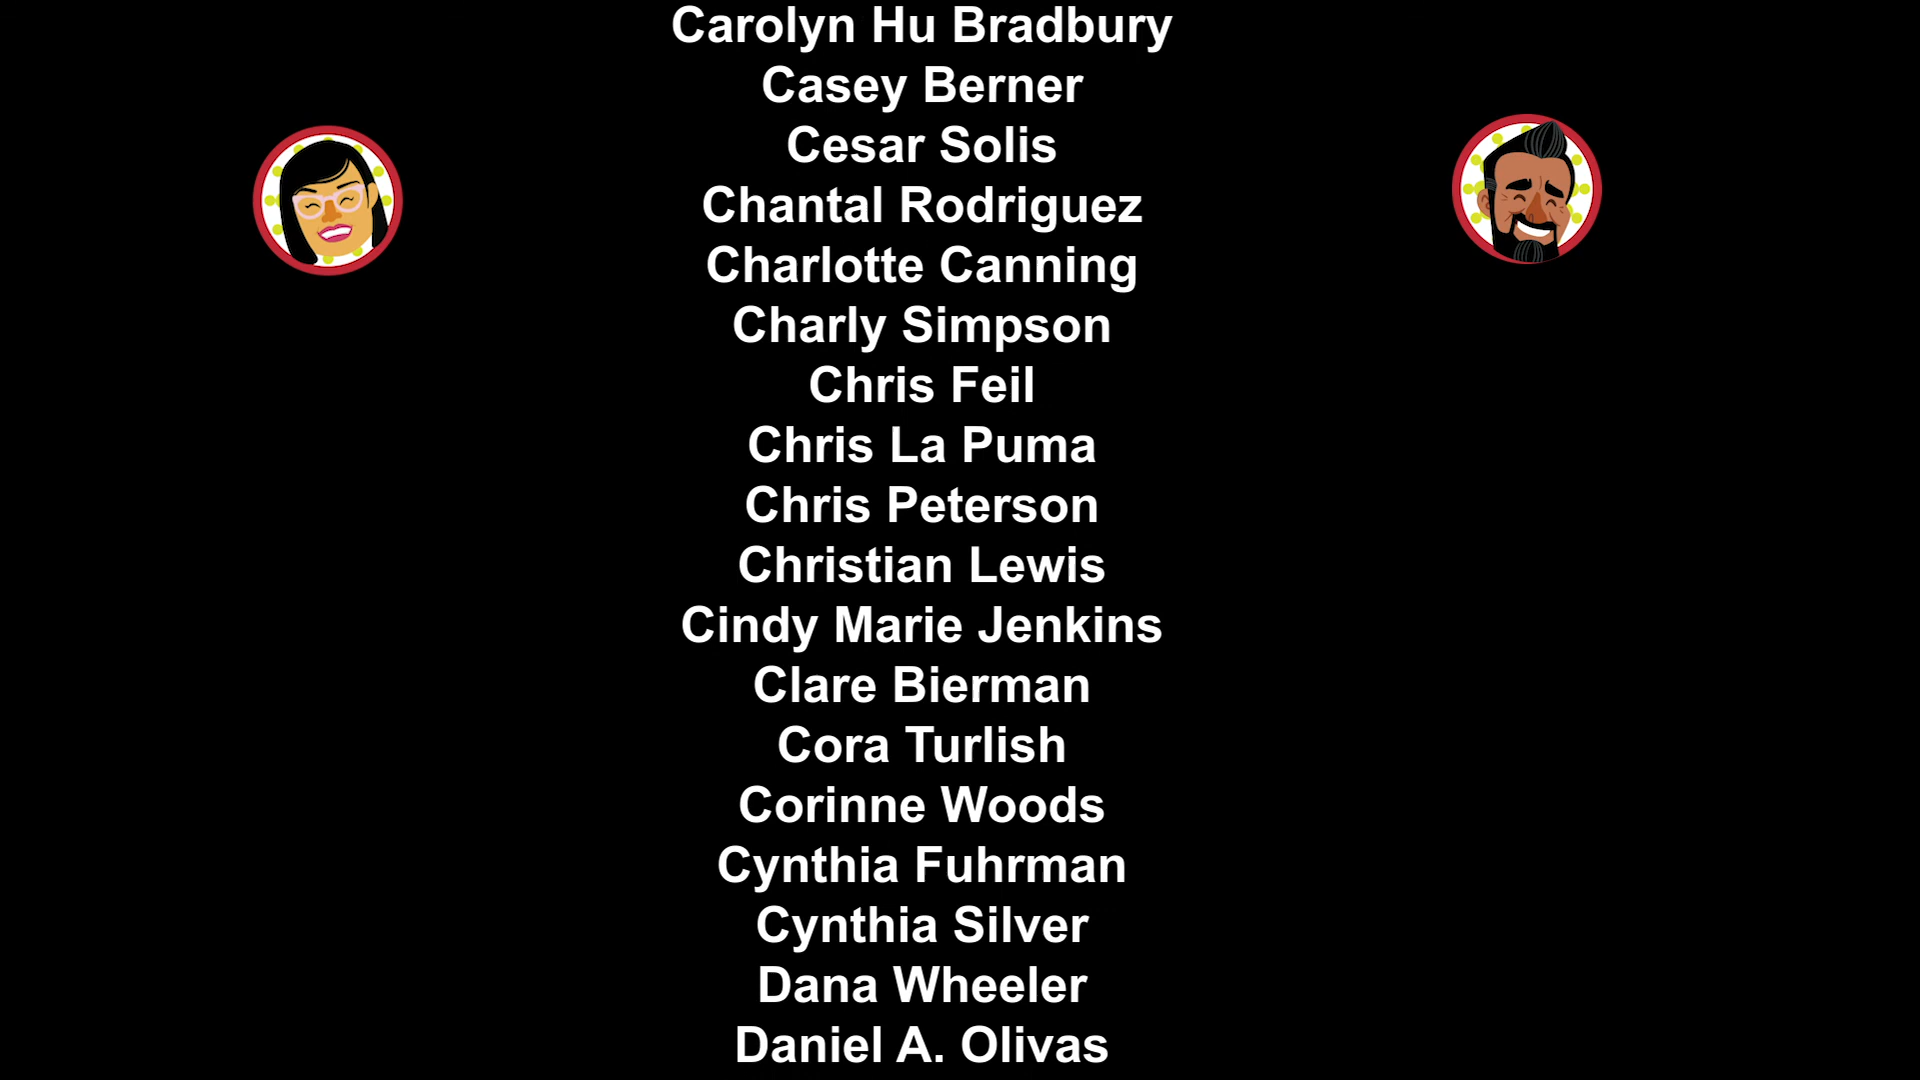 Carolyn Hu Bradbury
Casey Berner
Cesar Solis
Chantal Rodriguez
Charlotte Canning
Charly Simpson
Chris Feil
Chris La Puma
Chris Peterson
Christian Lewis
Cindy Marie Jenkins
Clare Bierman
Cora Turlish
Corinne Woods
Cynthia Fuhrman
Cynthia Silver
Dana Wheeler
Daniel A. Olivas